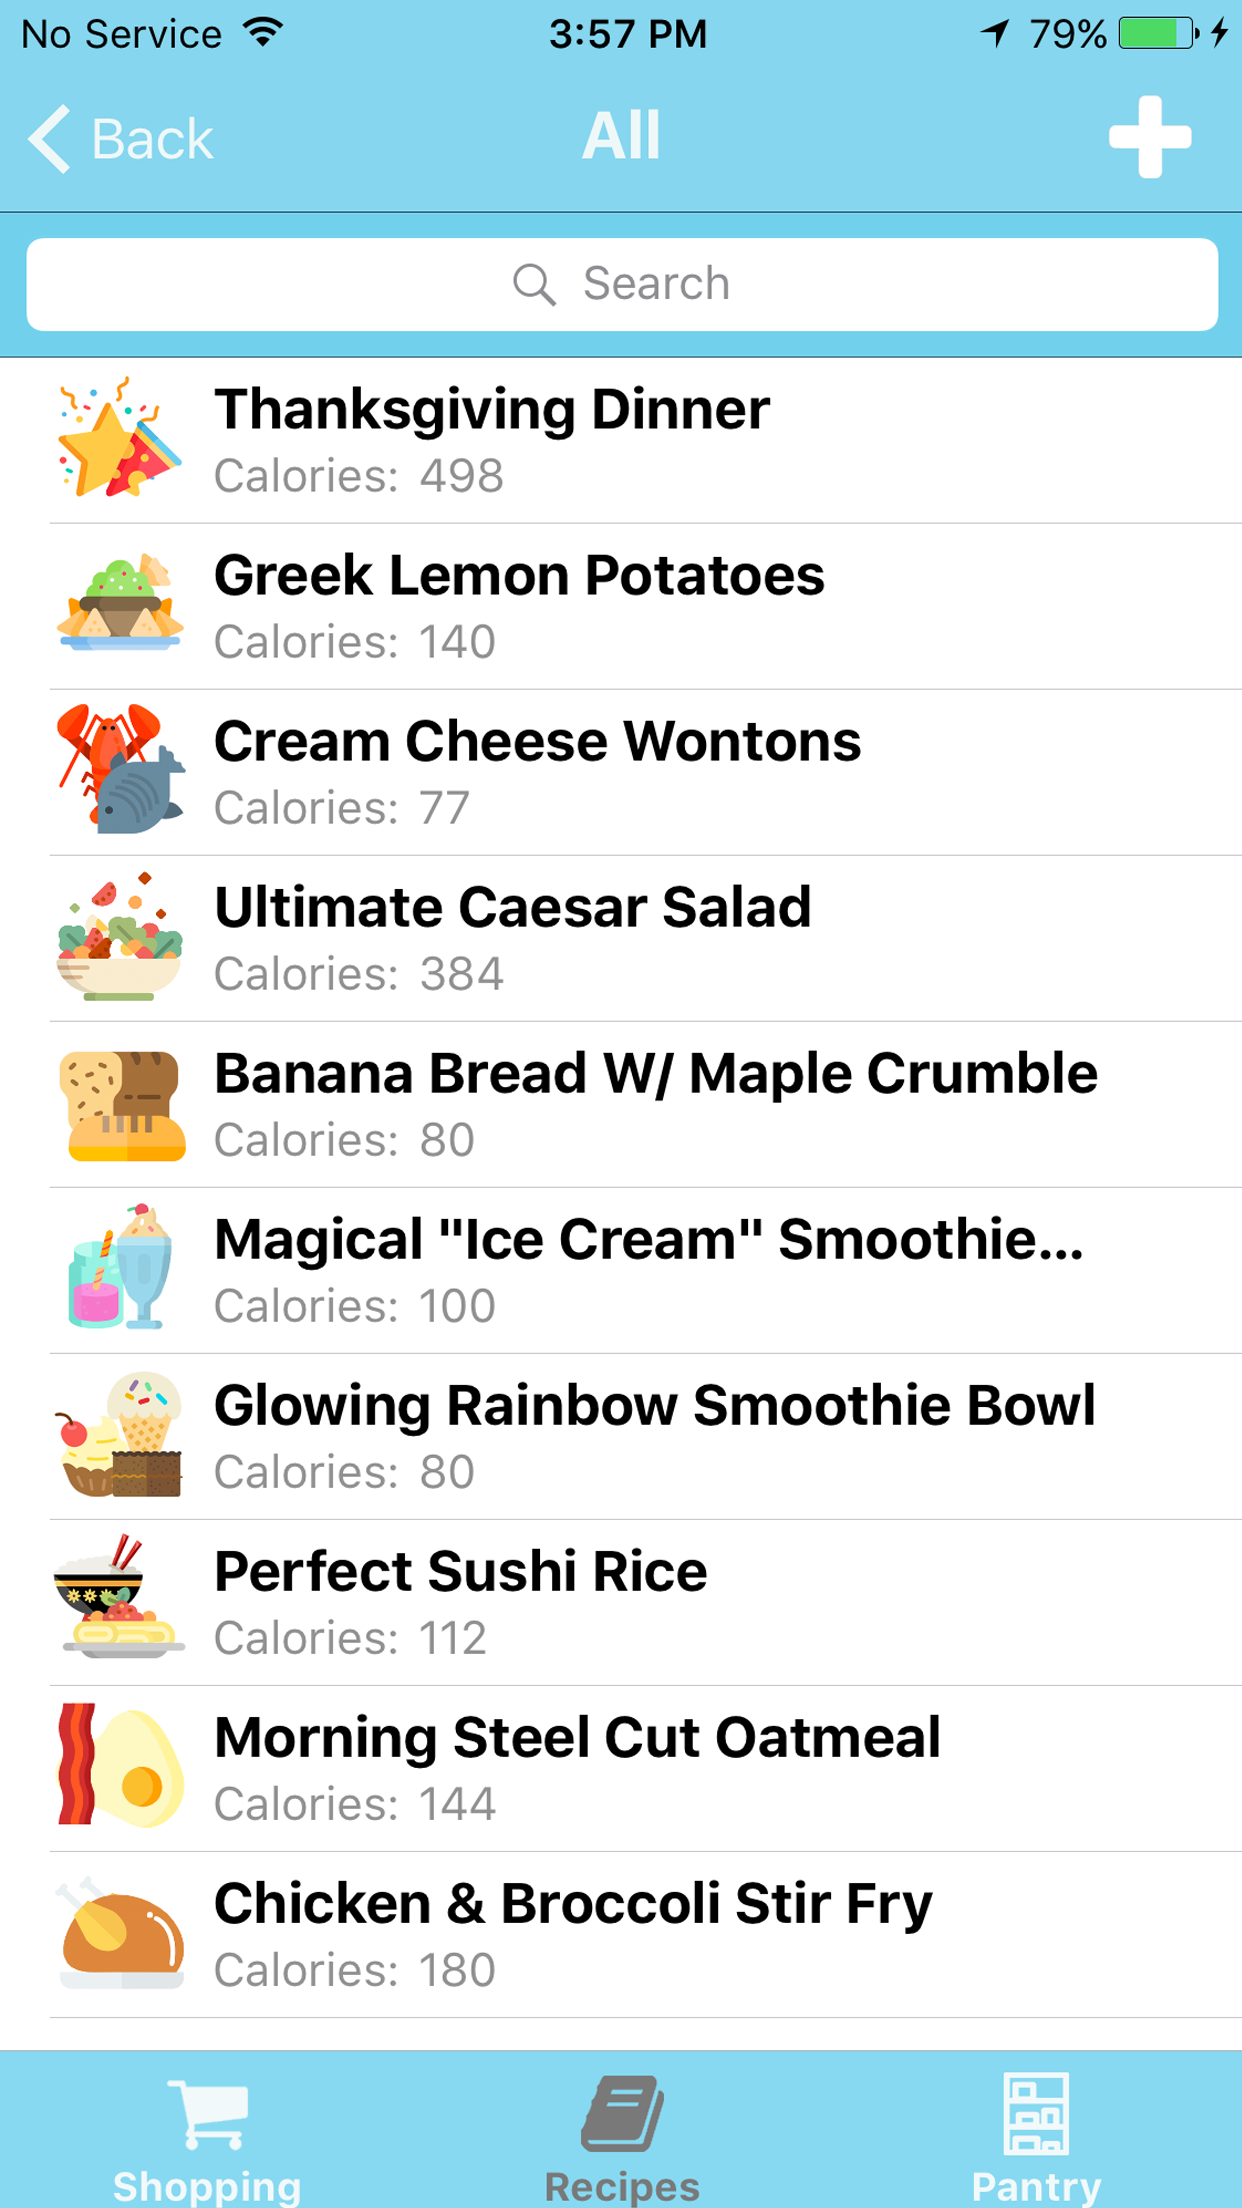 No Service 3:57 PM 79%
Back All
Search
Thanksgiving Dinner
Calories: 498
Greek Lemon Potatoes
Calories: 140
Cream Cheese Wontons
Calories: 77
Ultimate Caesar Salad
Calories: 384
Banana Bread W/ Maple Crumble
Calories: 80
Magical "Ice Cream" Smoothie...
Calories: 100
Glowing Rainbow Smoothie Bowl
Calories: 80
Perfect Sushi Rice
Calories: 112
Morning Steel Cut Oatmeal
Calories: 144
Chicken & Broccoli Stir Fry
Calories: 180
Shopping Recipes Pantry